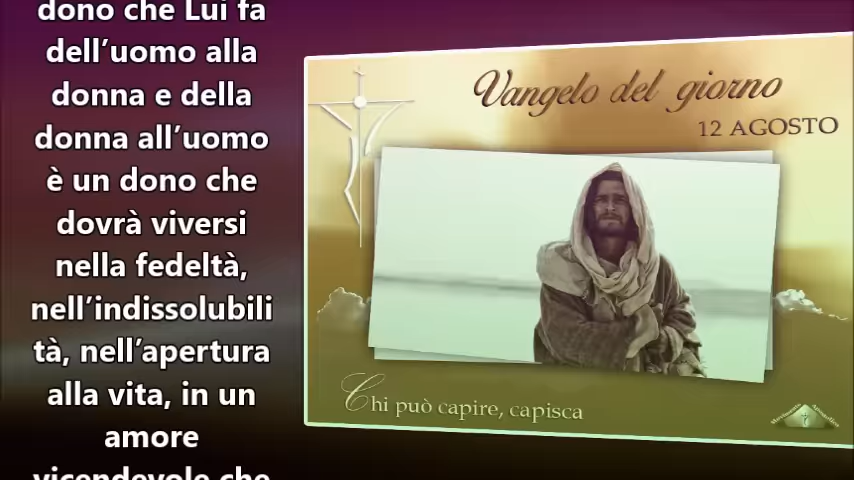 dono che Lui fa
dell'uomo alla
donna e della
donna all'uomo
è un dono che
dovrà viversi
nella fedeltà,
nell'indissolubili
tà, nell'apertura
alla vita, in un
amore
vicendevole che
Vangelo del giorno
12 AGOSTO
Chi può capire, capisca